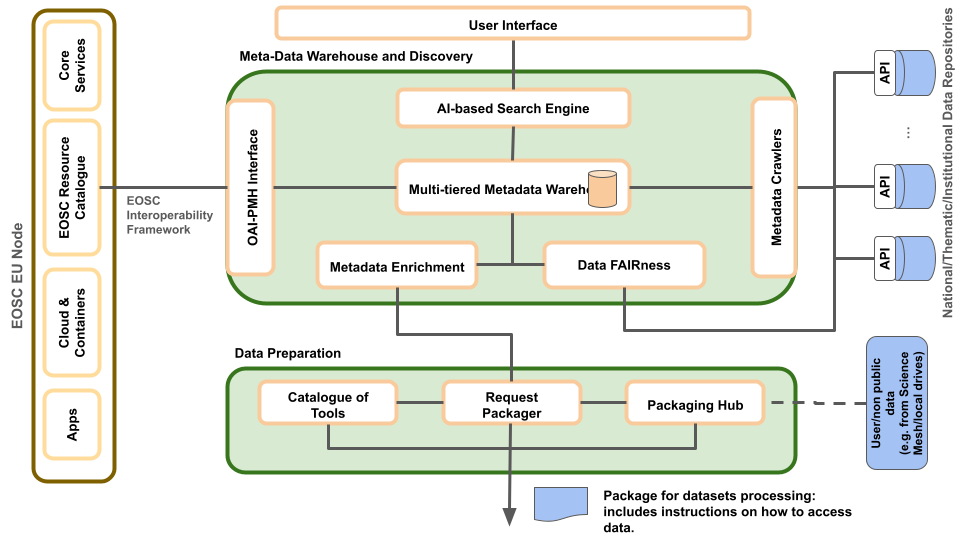 User Interface
Meta-Data Warehouse and Discovery
AI-based Search Engine
OAI-PMH Interface
Multi-tiered Metadata Wareho
Metadata Crawlers
Metadata Enrichment
Data FAIRness
EOSC EU Node
Core
Services
EOSC Resource
Catalogue
Cloud &
Containers
Apps
EOSC
Interoperability
Framework
API
...
API
API
National/Thematic/Institutional Data Repositories
Data Preparation
Catalogue of
Tools
Request
Packager
Packaging Hub
User/non public
data
(e.g. from Science
Mesh/local drives)
Package for datasets processing:
includes instructions on how to access
data.